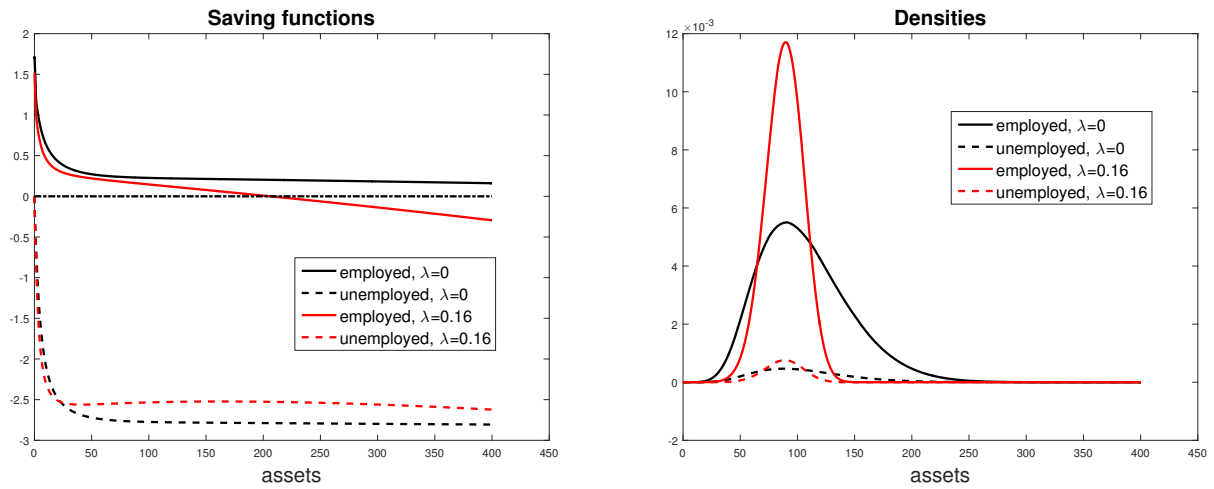 Saving functions
2
1.5
1
0.5
0
-0.5
-1
-1.5
-2
-2.5
-3
0 50 100 150 200 250 300 350 400 450
assets
employed, λ=0
unemployed, λ=0
employed, λ=0.16
unemployed, λ=0.16
Densities
×10⁻³
12
10
8
6
4
2
0
-2
0 50 100 150 200 250 300 350 400 450
assets
employed, λ=0
unemployed, λ=0
employed, λ=0.16
unemployed, λ=0.16